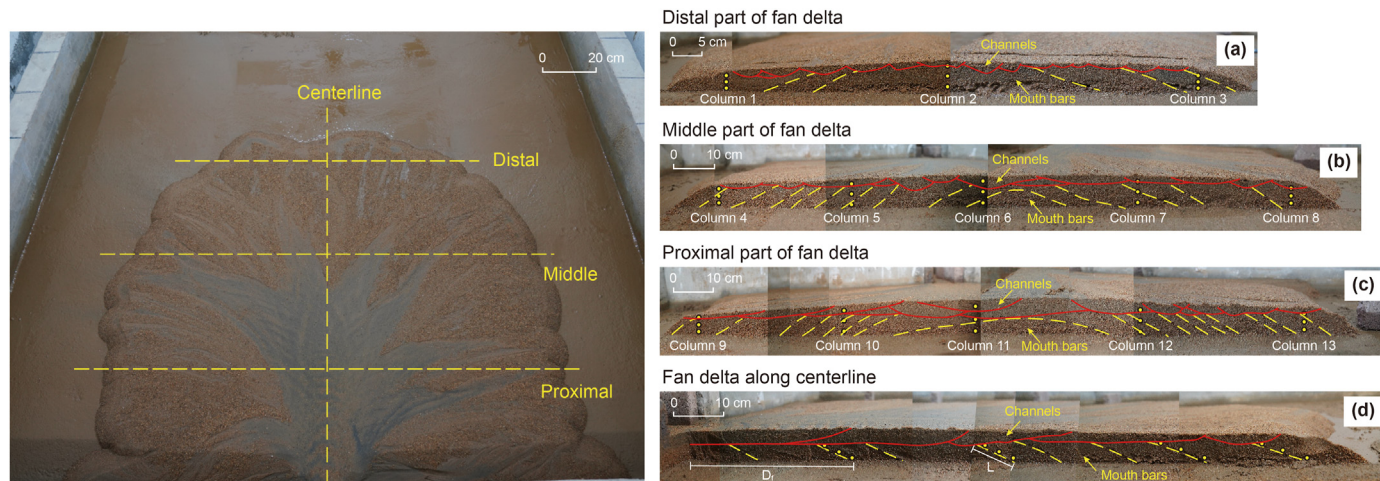 0 20 cm
Centerline
Distal
Middle
Proximal
Distal part of fan delta
0 5 cm
Channels
(a)
Column 1
Column 2
Mouth bars
Column 3
Middle part of fan delta
0 10 cm
Channels
(b)
Column 4
Column 5
Column 6
Mouth bars
Column 7
Column 8
Proximal part of fan delta
0 10 cm
Channels
(c)
Column 9
Column 10
Column 11
Mouth bars
Column 12
Column 13
Fan delta along centerline
0 10 cm
Channels
(d)
L
Mouth bars